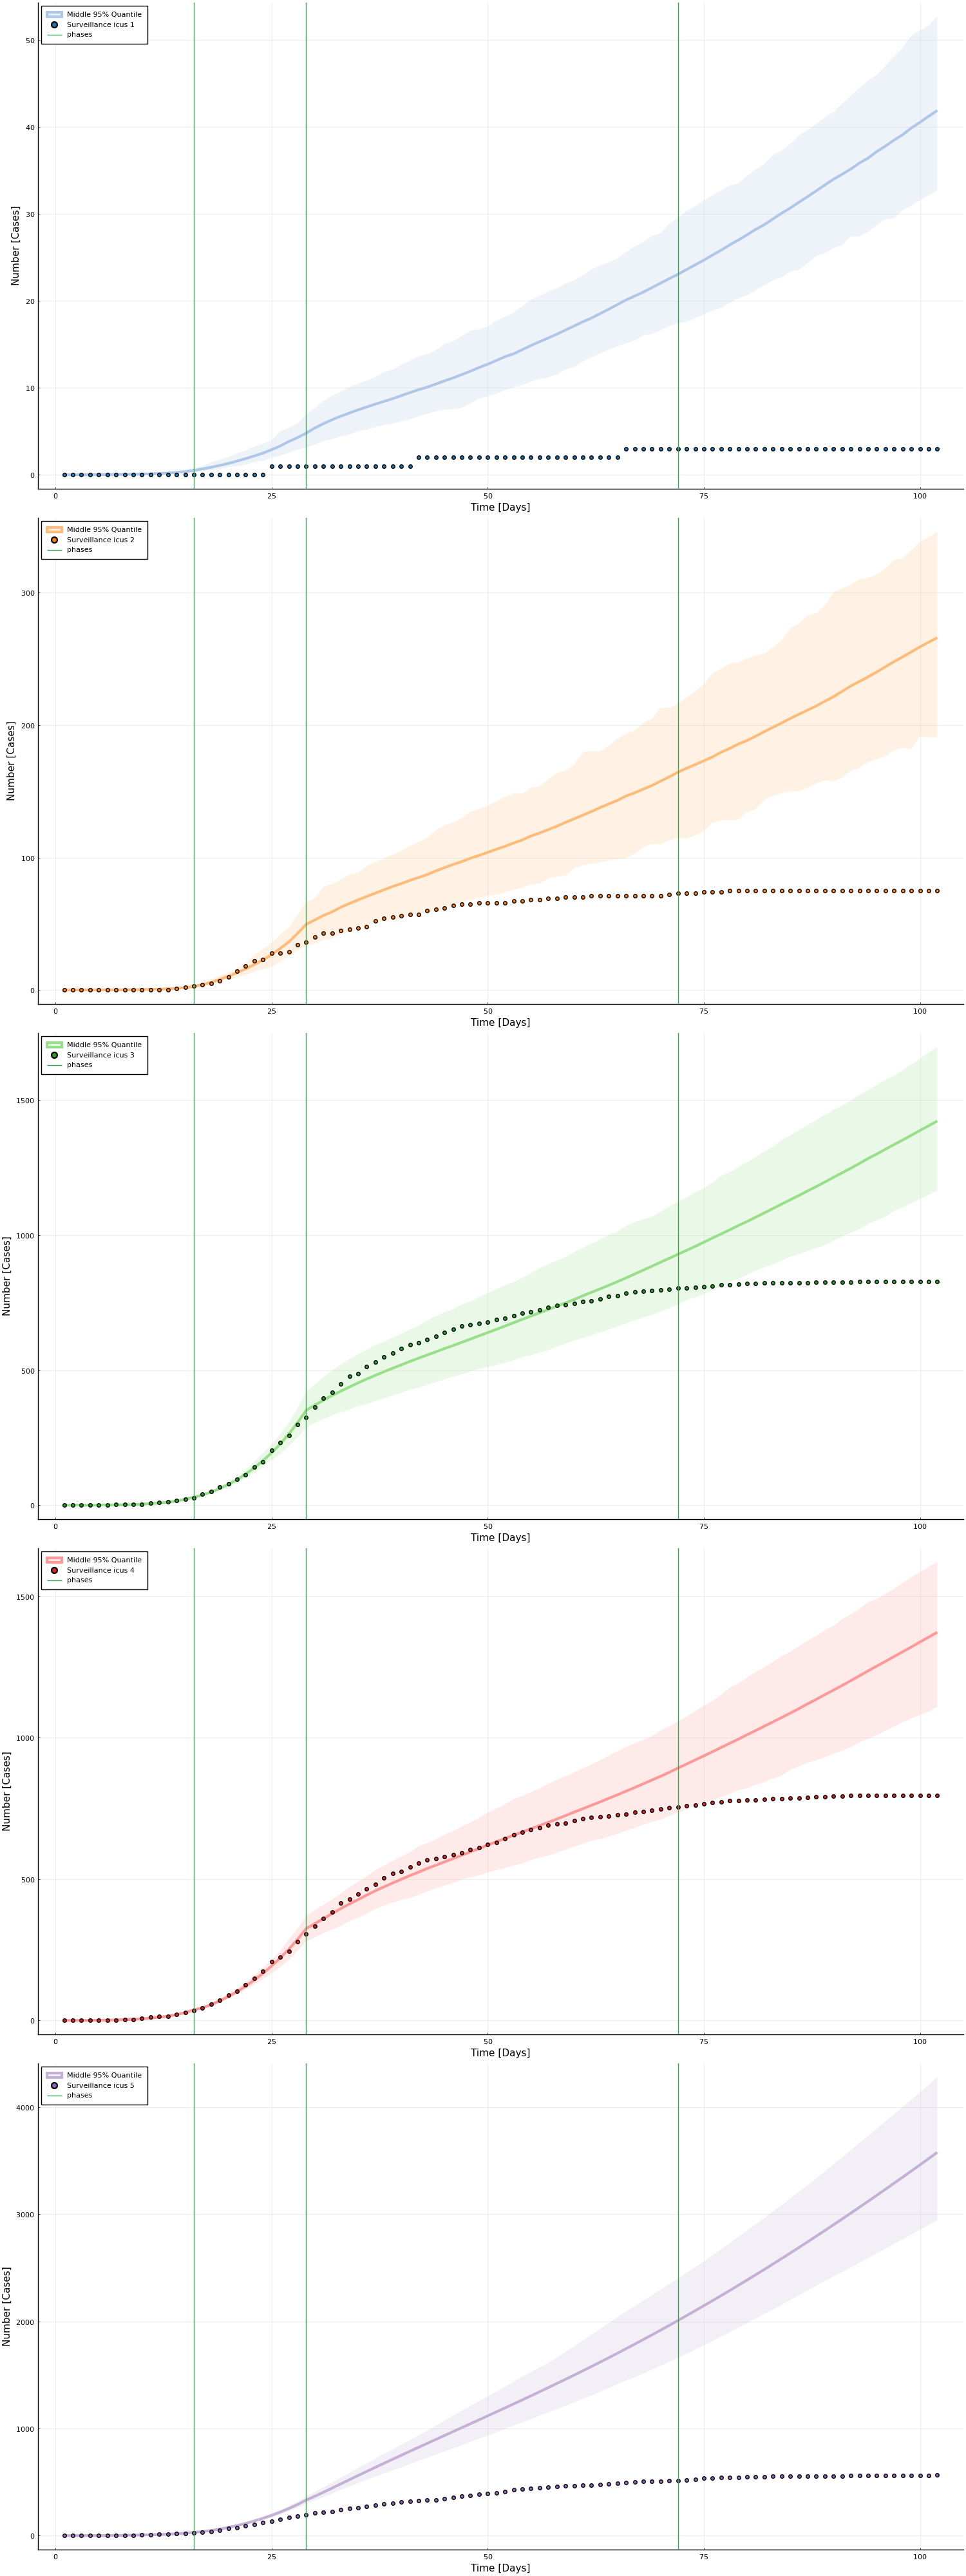 Middle 95% Quantile
Surveillance icus 1
phases
50
40
30
20
10
0
Number [Cases]
0 25 50 75 100
Time [Days]
Middle 95% Quantile
Surveillance icus 2
phases
300
200
100
0
Number [Cases]
0 25 50 75 100
Time [Days]
Middle 95% Quantile
Surveillance icus 3
phases
1500
1000
500
0
Number [Cases]
0 25 50 75 100
Time [Days]
Middle 95% Quantile
Surveillance icus 4
phases
1500
1000
500
0
Number [Cases]
0 25 50 75 100
Time [Days]
Middle 95% Quantile
Surveillance icus 5
phases
4000
3000
2000
1000
0
Number [Cases]
0 25 50 75 100
Time [Days]